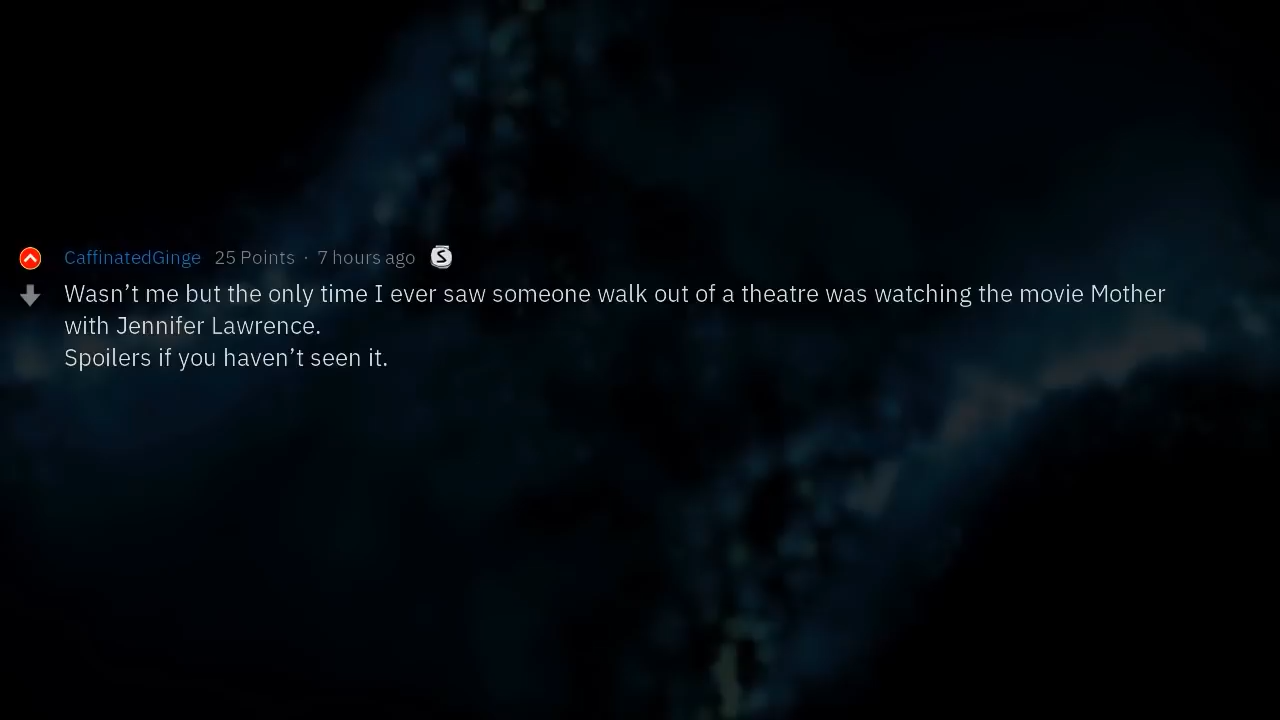 CaffinatedGinge 25 Points · 7 hours ago
Wasn’t me but the only time I ever saw someone walk out of a theatre was watching the movie Mother
with Jennifer Lawrence.
Spoilers if you haven’t seen it.